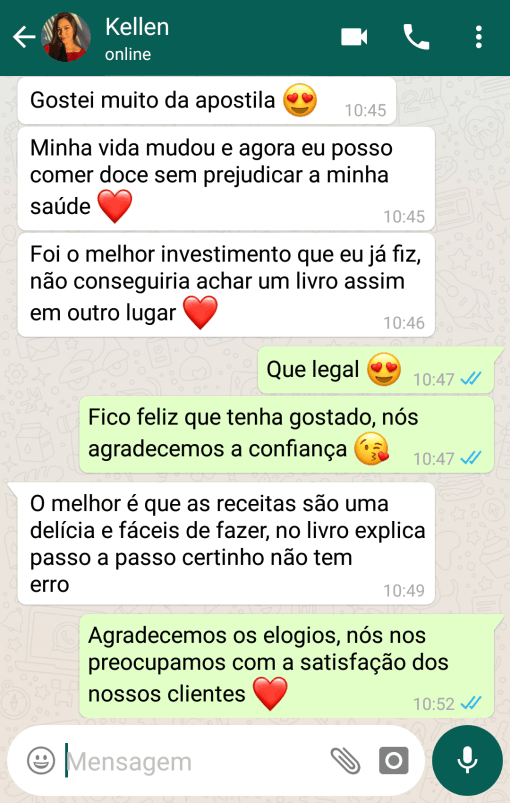 Kellen
online
Gostei muito da apostila 😍 10:45
Minha vida mudou e agora eu posso
comer doce sem prejudicar a minha
saúde ❤️ 10:45
Foi o melhor investimento que eu já fiz,
não conseguiria achar um livro assim
em outro lugar ❤️ 10:46
Que legal 😍 10:47
Fico feliz que tenha gostado, nós
agradecemos a confiança 😘 10:47
O melhor é que as receitas são uma
delícia e fáceis de fazer, no livro explica
passo a passo certinho não tem
erro 10:49
Agradecemos os elogios, nós nos
preocupamos com a satisfação dos
nossos clientes ❤️ 10:52
Mensagem